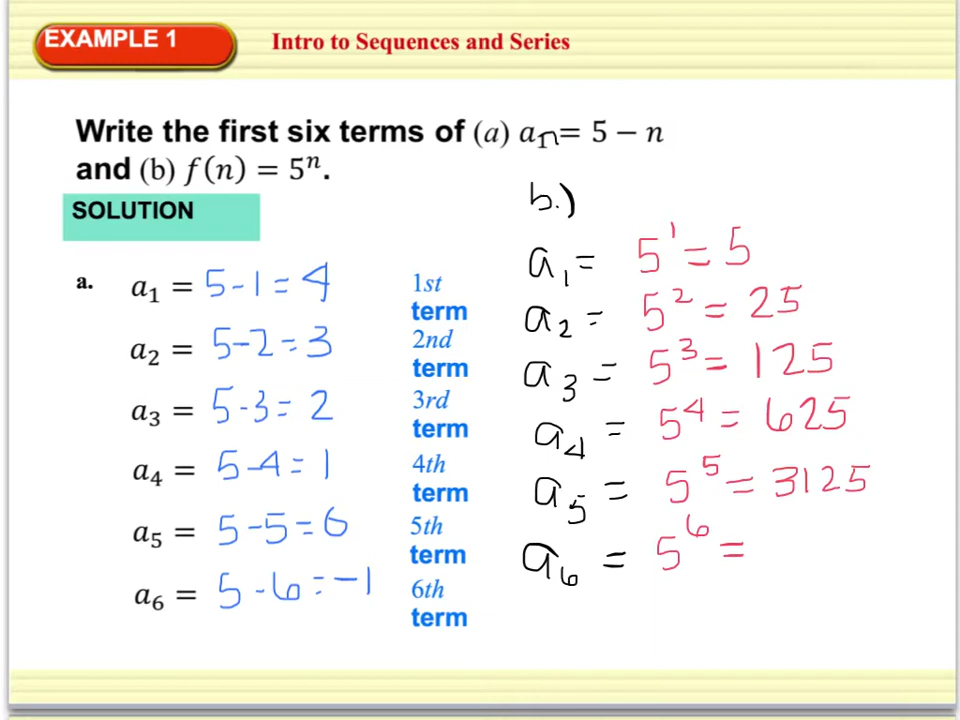 EXAMPLE 1
Intro to Sequences and Series
Write the first six terms of (a) aₙ = 5 − n
and (b) f(n) = 5ⁿ.
SOLUTION
a.
a₁ = 5-1 = 4 1st term
a₂ = 5-2 = 3 2nd term
a₃ = 5-3 = 2 3rd term
a₄ = 5-4 = 1 4th term
a₅ = 5-5 = 6 5th term
a₆ = 5-6 = -1 6th term
b.)
a₁ = 5¹ = 5
a₂ = 5² = 25
a₃ = 5³ = 125
a₄ = 5⁴ = 625
a₅ = 5⁵ = 3125
a₆ = 5⁶ =